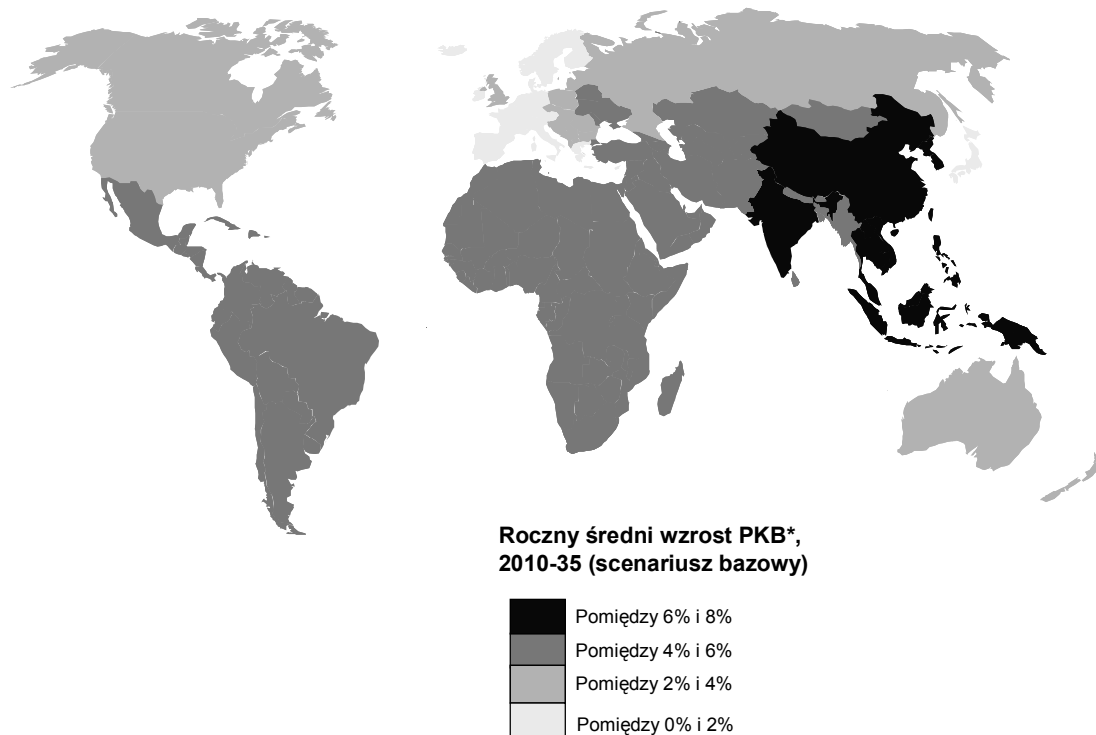 Roczny średni wzrost PKB*,
2010-35 (scenariusz bazowy)
Pomiędzy 6% i 8%
Pomiędzy 4% i 6%
Pomiędzy 2% i 4%
Pomiędzy 0% i 2%